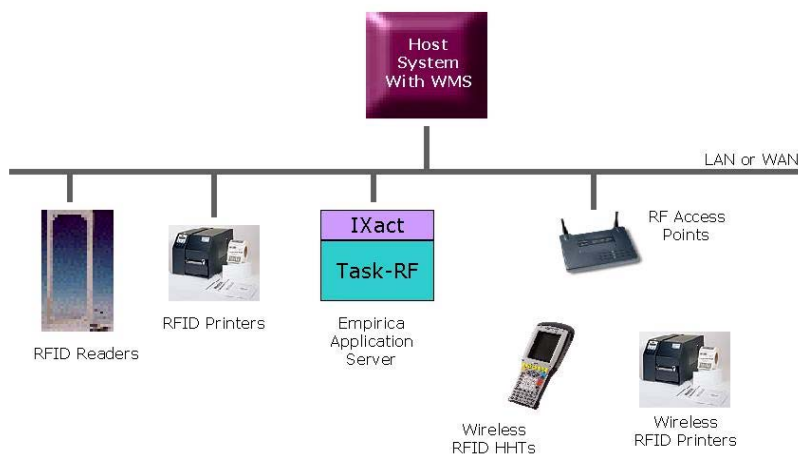 Host
System
With WMS
LAN or WAN
IXact
Task-RF
RF Access
Points
RFID Readers
RFID Printers
Empirica
Application
Server
Wireless
RFID HHTs
Wireless
RFID Printers